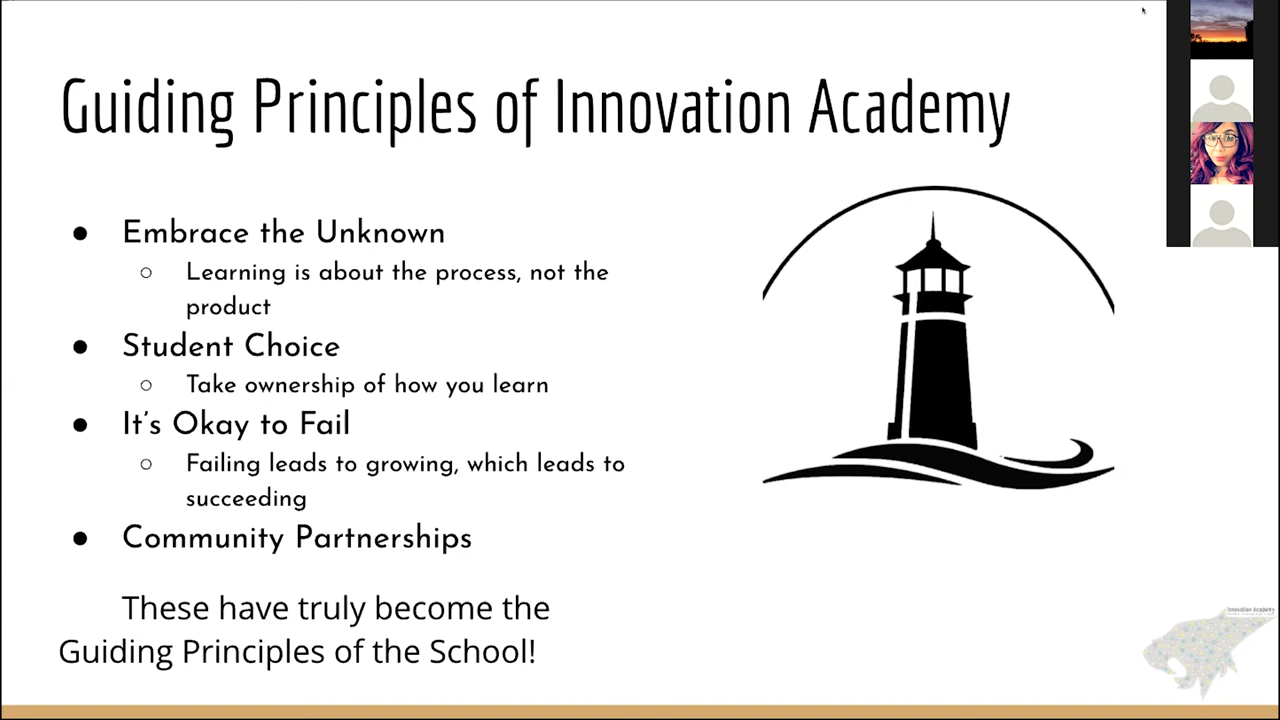 Guiding Principles of Innovation Academy
● Embrace the Unknown
○ Learning is about the process, not the
product
● Student Choice
○ Take ownership of how you learn
● It's Okay to Fail
○ Failing leads to growing, which leads to
succeeding
● Community Partnerships
These have truly become the
Guiding Principles of the School!
Innovation Academy